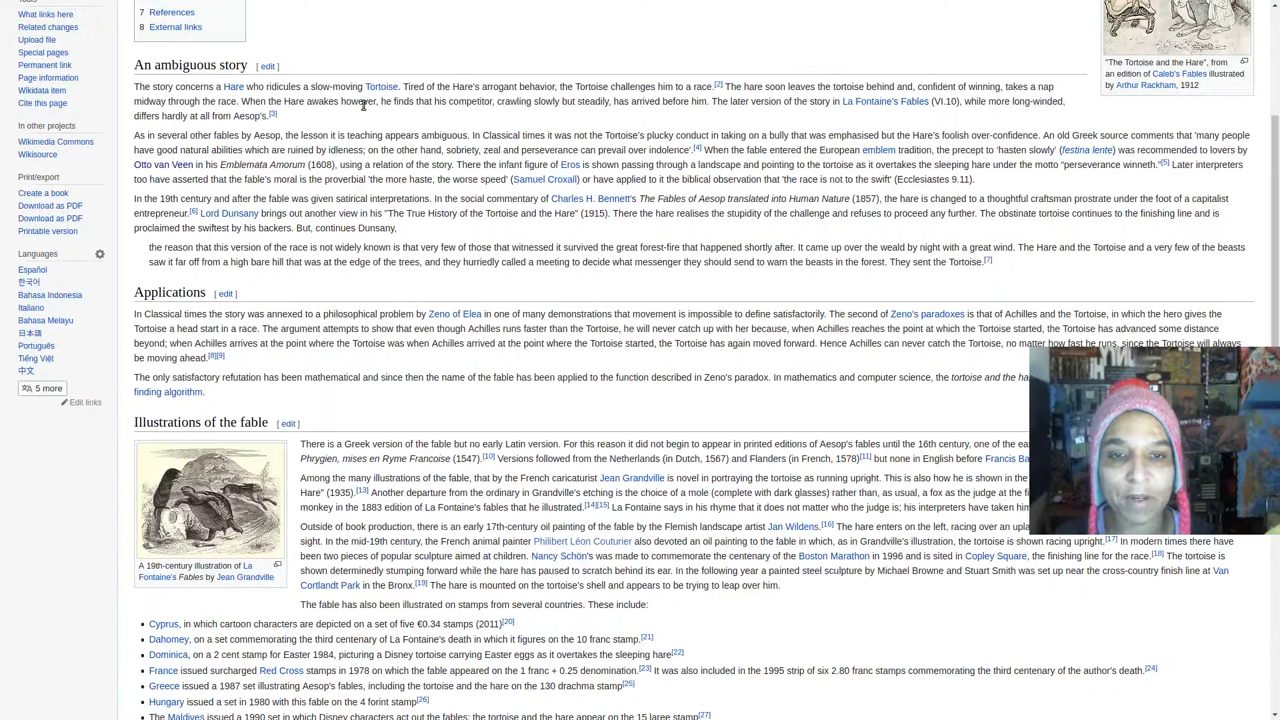 Tools
What links here
Related changes
Upload file
Special pages
Permanent link
Page information
Wikidata item
Cite this page
In other projects
Wikimedia Commons
Wikisource
Print/export
Create a book
Download as PDF
Download as PDF
Printable version
Languages
Español
한국어
Bahasa Indonesia
Italiano
Bahasa Melayu
日本語
Português
Tiếng Việt
中文
5 more
Edit links
7 References
8 External links
"The Tortoise and the Hare", from
an edition of Caleb's Fables illustrated
by Arthur Rackham, 1912
An ambiguous story [ edit ]
The story concerns a Hare who ridicules a slow-moving Tortoise. Tired of the Hare's arrogant behavior, the Tortoise challenges him to a race.[2] The hare soon leaves the tortoise behind and, confident of winning, takes a nap
midway through the race. When the Hare awakes however, he finds that his competitor, crawling slowly but steadily, has arrived before him. The later version of the story in La Fontaine's Fables (VI.10), while more long-winded,
differs hardly at all from Aesop's.[3]
As in several other fables by Aesop, the lesson it is teaching appears ambiguous. In Classical times it was not the Tortoise's plucky conduct in taking on a bully that was emphasised but the Hare's foolish over-confidence. An old Greek source comments that 'many people
have good natural abilities which are ruined by idleness; on the other hand, sobriety, zeal and perseverance can prevail over indolence'.[4] When the fable entered the European emblem tradition, the precept to 'hasten slowly' (festina lente) was recommended to lovers by
Otto van Veen in his Emblemata Amorum (1608), using a relation of the story. There the infant figure of Eros is shown passing through a landscape and pointing to the tortoise as it overtakes the sleeping hare under the motto "perseverance winneth."[5] Later interpreters
too have asserted that the fable's moral is the proverbial 'the more haste, the worse speed' (Samuel Croxall) or have applied to it the biblical observation that 'the race is not to the swift' (Ecclesiastes 9.11).
In the 19th century and after the fable was given satirical interpretations. In the social commentary of Charles H. Bennett's The Fables of Aesop translated into Human Nature (1857), the hare is changed to a thoughtful craftsman prostrate under the foot of a capitalist
entrepreneur.[6] Lord Dunsany brings out another view in his "The True History of the Tortoise and the Hare" (1915). There the hare realises the stupidity of the challenge and refuses to proceed any further. The obstinate tortoise continues to the finishing line and is
proclaimed the swiftest by his backers. But, continues Dunsany,
the reason that this version of the race is not widely known is that very few of those that witnessed it survived the great forest-fire that happened shortly after. It came up over the weald by night with a great wind. The Hare and the Tortoise and a very few of the beasts
saw it far off from a high bare hill that was at the edge of the trees, and they hurriedly called a meeting to decide what messenger they should send to warn the beasts in the forest. They sent the Tortoise.[7]
Applications [ edit ]
In Classical times the story was annexed to a philosophical problem by Zeno of Elea in one of many demonstrations that movement is impossible to define satisfactorily. The second of Zeno's paradoxes is that of Achilles and the Tortoise, in which the hero gives the
Tortoise a head start in a race. The argument attempts to show that even though Achilles runs faster than the Tortoise, he will never catch up with her because, when Achilles reaches the point at which the Tortoise started, the Tortoise has advanced some distance
beyond; when Achilles arrives at the point where the Tortoise was when Achilles arrived at the point where the Tortoise started, the Tortoise has again moved forward. Hence Achilles can never catch the Tortoise, no matter how fast he runs, since the Tortoise will always
be moving ahead.[8][9]
The only satisfactory refutation has been mathematical and since then the name of the fable has been applied to the function described in Zeno's paradox. In mathematics and computer science, the tortoise and the
finding algorithm.
Illustrations of the fable [ edit ]
A 19th-century illustration of La
Fontaine's Fables by Jean Grandville
There is a Greek version of the fable but no early Latin version. For this reason it did not begin to appear in printed editions of Aesop's fables until the 16th century, one of the
Phrygien, mises en Ryme Francoise (1547).[10] Versions followed from the Netherlands (in Dutch, 1567) and Flanders (in French, 1578)[11] but none in English before Francis
Among the many illustrations of the fable, that by the French caricaturist Jean Grandville is novel in portraying the tortoise as running upright. This is also how he is shown in the
Hare" (1935).[13] Another departure from the ordinary in Grandville's etching is the choice of a mole (complete with dark glasses) rather than, as usual, a fox as the judge at the
monkey in the 1883 edition of La Fontaine's fables that he illustrated.[14][15] La Fontaine says in his rhyme that it does not matter who the judge is; his interpreters have taken him
Outside of book production, there is an early 17th-century oil painting of the fable by the Flemish landscape artist Jan Wildens.[16] The hare enters on the left, racing over an
sight. In the mid-19th century, the French animal painter Philibert Léon Couturier also devoted an oil painting to the fable in which, as in Grandville's illustration, the tortoise is shown racing upright.[17] In modern times there have
been two pieces of popular sculpture aimed at children. Nancy Schön's was made to commemorate the centenary of the Boston Marathon in 1996 and is sited in Copley Square, the finishing line for the race.[18] The tortoise is
shown determinedly stumping forward while the hare has paused to scratch behind its ear. In the following year a painted steel sculpture by Michael Browne and Stuart Smith was set up near the cross-country finish line at Van
Cortlandt Park in the Bronx.[19] The hare is mounted on the tortoise's shell and appears to be trying to leap over him.
The fable has also been illustrated on stamps from several countries. These include:
Cyprus, in which cartoon characters are depicted on a set of five €0.34 stamps (2011)[20]
Dahomey, on a set commemorating the third centenary of La Fontaine's death in which it figures on the 10 franc stamp.[21]
Dominica, on a 2 cent stamp for Easter 1984, picturing a Disney tortoise carrying Easter eggs as it overtakes the sleeping hare[22]
France issued surcharged Red Cross stamps in 1978 on which the fable appeared on the 1 franc + 0.25 denomination.[23] It was also included in the 1995 strip of six 2.80 franc stamps commemorating the third centenary of the author's death.[24]
Greece issued a 1987 set illustrating Aesop's fables, including the tortoise and the hare on the 130 drachma stamp[25]
Hungary issued a set in 1980 with this fable on the 4 forint stamp[26]
The Maldives issued a 1990 set in which Disney characters act out the fables; the tortoise and the hare appear on the 15 laree stamp[27]